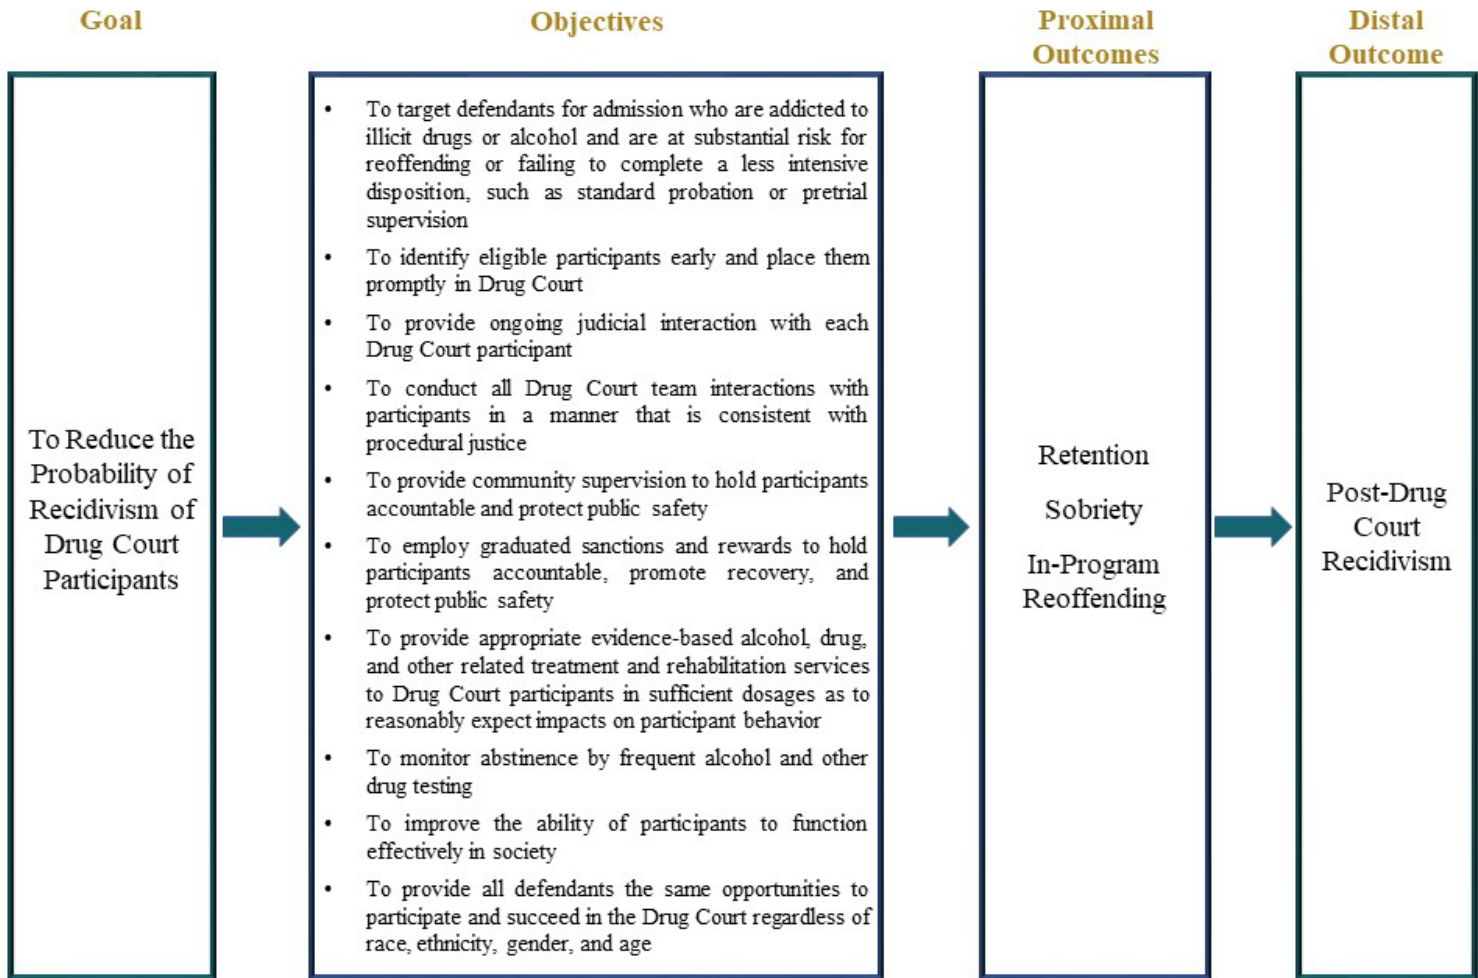 Goal
Objectives
Proximal
Outcomes
Distal
Outcome
To Reduce the
Probability of
Recidivism of
Drug Court
Participants
• To target defendants for admission who are addicted to
illicit drugs or alcohol and are at substantial risk for
reoffending or failing to complete a less intensive
disposition, such as standard probation or pretrial
supervision
• To identify eligible participants early and place them
promptly in Drug Court
• To provide ongoing judicial interaction with each
Drug Court participant
• To conduct all Drug Court team interactions with
participants in a manner that is consistent with
procedural justice
• To provide community supervision to hold participants
accountable and protect public safety
• To employ graduated sanctions and rewards to hold
participants accountable, promote recovery, and
protect public safety
• To provide appropriate evidence-based alcohol, drug,
and other related treatment and rehabilitation services
to Drug Court participants in sufficient dosages as to
reasonably expect impacts on participant behavior
• To monitor abstinence by frequent alcohol and other
drug testing
• To improve the ability of participants to function
effectively in society
• To provide all defendants the same opportunities to
participate and succeed in the Drug Court regardless of
race, ethnicity, gender, and age
Retention
Sobriety
In-Program
Reoffending
Post-Drug
Court
Recidivism